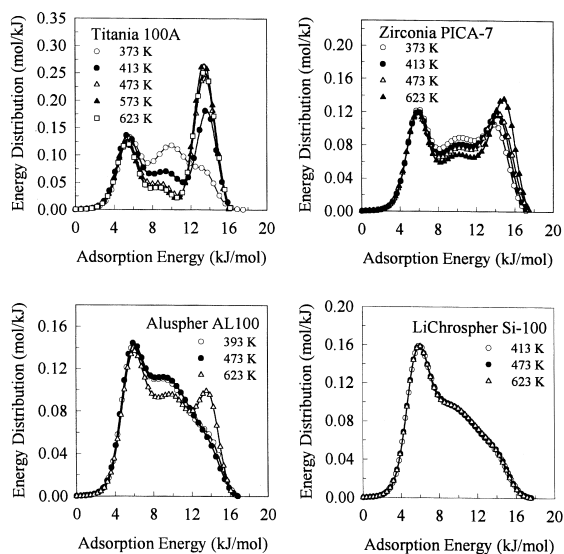 Titania 100A
373 K
413 K
473 K
573 K
623 K
0.35
0.30
0.25
0.20
0.15
0.10
0.05
0.00
0 4 8 12 16 20
Energy Distribution (mol/kJ)
Adsorption Energy (kJ/mol)
Zirconia PICA-7
373 K
413 K
473 K
623 K
0.20
0.16
0.12
0.08
0.04
0.00
0 4 8 12 16 20
Energy Distribution (mol/kJ)
Adsorption Energy (kJ/mol)
Aluspher AL100
393 K
473 K
623 K
0.16
0.12
0.08
0.04
0.00
0 4 8 12 16 20
Energy Distribution (mol/kJ)
Adsorption Energy (kJ/mol)
LiChrospher Si-100
413 K
473 K
623 K
0.20
0.16
0.12
0.08
0.04
0.00
0 4 8 12 16 20
Energy Distribution (mol/kJ)
Adsorption Energy (kJ/mol)